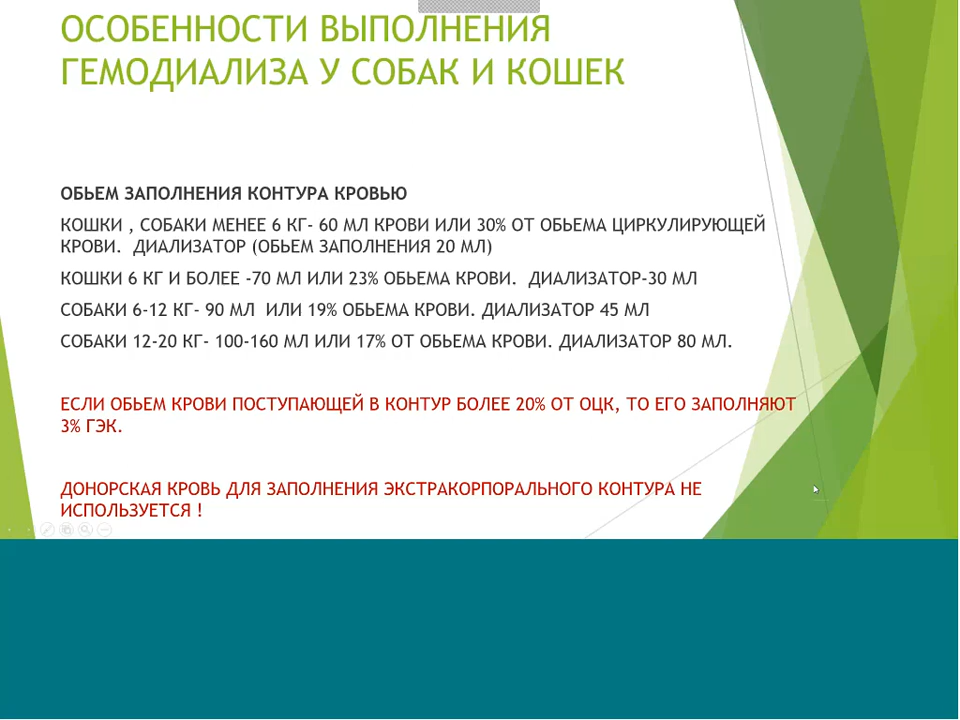 ОСОБЕННОСТИ ВЫПОЛНЕНИЯ
ГЕМОДИАЛИЗА У СОБАК И КОШЕК
ОБЬЕМ ЗАПОЛНЕНИЯ КОНТУРА КРОВЬЮ
КОШКИ , СОБАКИ МЕНЕЕ 6 КГ- 60 МЛ КРОВИ ИЛИ 30% ОТ ОБЬЕМА ЦИРКУЛИРУЮЩЕЙ
КРОВИ. ДИАЛИЗАТОР (ОБЬЕМ ЗАПОЛНЕНИЯ 20 МЛ)
КОШКИ 6 КГ И БОЛЕЕ -70 МЛ ИЛИ 23% ОБЬЕМА КРОВИ. ДИАЛИЗАТОР-30 МЛ
СОБАКИ 6-12 КГ- 90 МЛ ИЛИ 19% ОБЬЕМА КРОВИ. ДИАЛИЗАТОР 45 МЛ
СОБАКИ 12-20 КГ- 100-160 МЛ ИЛИ 17% ОТ ОБЬЕМА КРОВИ. ДИАЛИЗАТОР 80 МЛ.
ЕСЛИ ОБЬЕМ КРОВИ ПОСТУПАЮЩЕЙ В КОНТУР БОЛЕЕ 20% ОТ ОЦК, ТО ЕГО ЗАПОЛНЯЮТ
3% ГЭК.
ДОНОРСКАЯ КРОВЬ ДЛЯ ЗАПОЛНЕНИЯ ЭКСТРАКОРПОРАЛЬНОГО КОНТУРА НЕ
ИСПОЛЬЗУЕТСЯ !